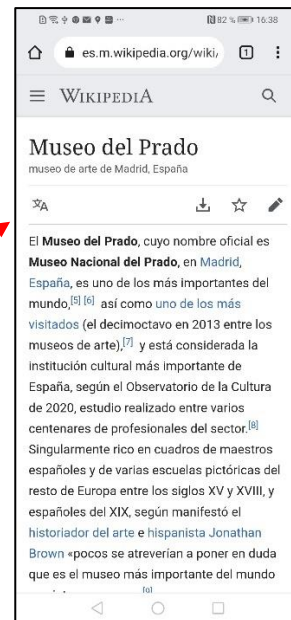 82 % 16:38
es.m.wikipedia.org/wiki/ 1
WIKIPEDIA
Museo del Prado
museo de arte de Madrid, España
文A
El Museo del Prado, cuyo nombre oficial es
Museo Nacional del Prado, en Madrid,
España, es uno de los más importantes del
mundo,[5] [6] así como uno de los más
visitados (el decimoctavo en 2013 entre los
museos de arte),[7] y está considerada la
institución cultural más importante de
España, según el Observatorio de la Cultura
de 2020, estudio realizado entre varios
centenares de profesionales del sector.[8]
Singularmente rico en cuadros de maestros
españoles y de varias escuelas pictóricas del
resto de Europa entre los siglos XV y XVIII, y
españoles del XIX, según manifestó el
historiador del arte e hispanista Jonathan
Brown «pocos se atreverían a poner en duda
que es el museo más importante del mundo
[9]